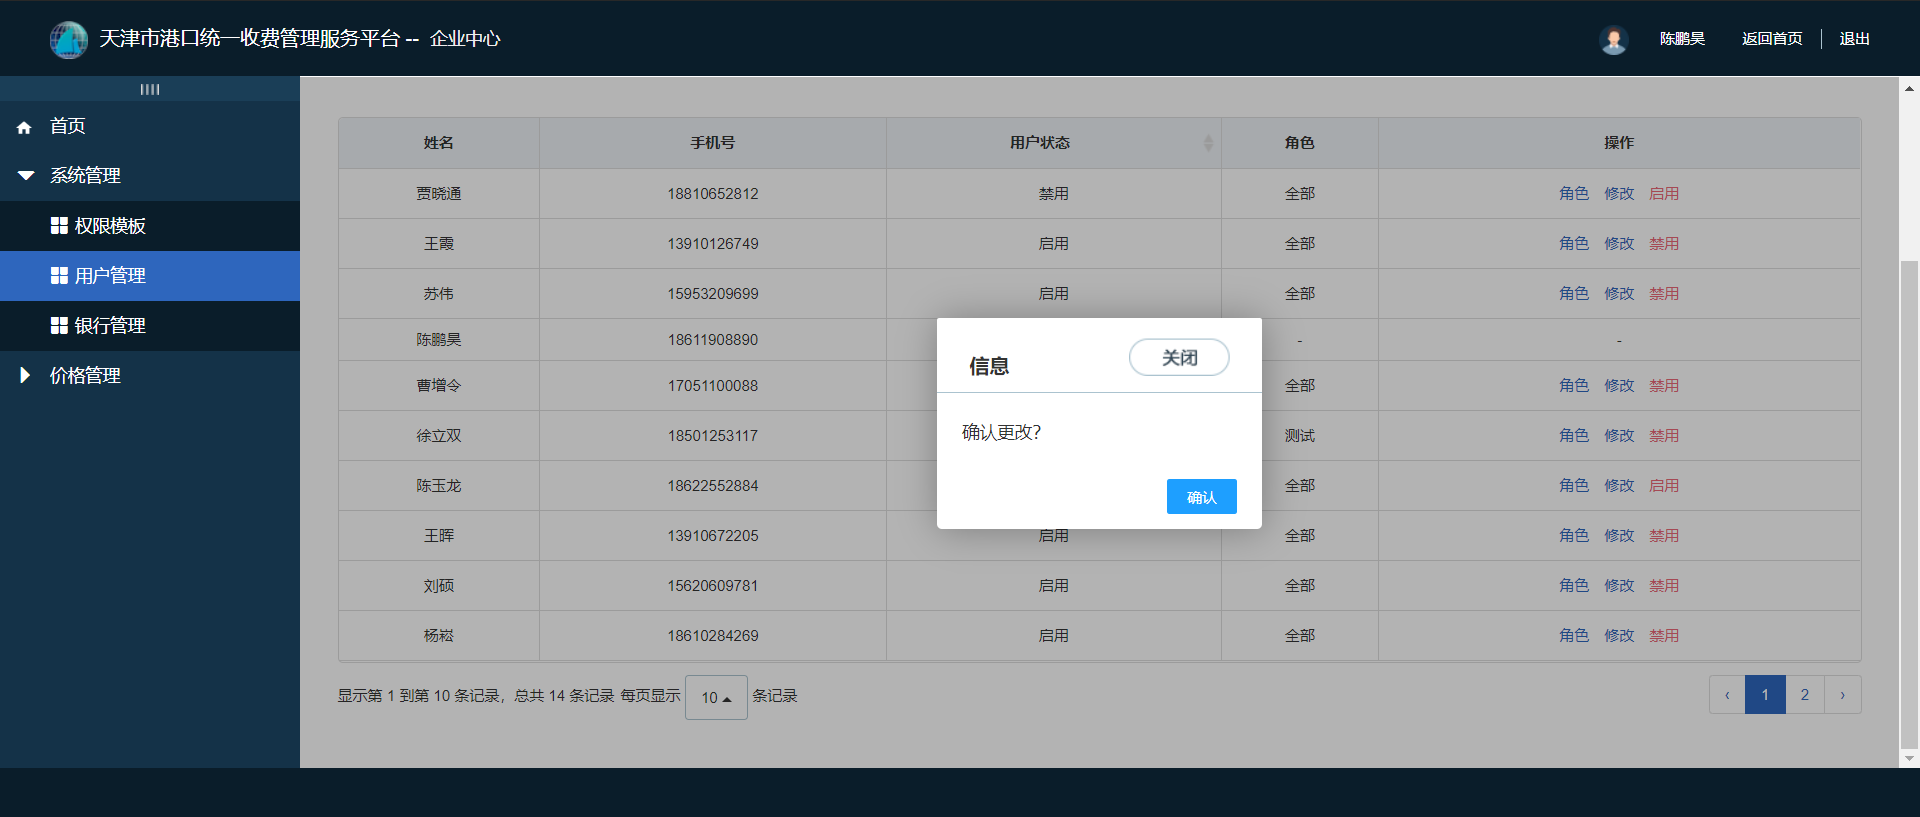 天津市港口统一收费管理服务平台 -- 企业中心
陈鹏昊 返回首页 退出
首页
系统管理
权限模板
用户管理
银行管理
价格管理
姓名 手机号 用户状态 角色 操作
贾晓通 18810652812 禁用 全部 角色 修改 启用
王霞 13910126749 启用 全部 角色 修改 禁用
苏伟 15953209699 启用 全部 角色 修改 禁用
陈鹏昊 18611908890 - -
曹增令 17051100088 全部 角色 修改 禁用
徐立双 18501253117 测试 角色 修改 禁用
陈玉龙 18622552884 全部 角色 修改 启用
王晖 13910672205 启用 全部 角色 修改 禁用
刘硕 15620609781 启用 全部 角色 修改 禁用
杨崧 18610284269 启用 全部 角色 修改 禁用
信息 关闭
确认更改?
确认
显示第 1 到第 10 条记录，总共 14 条记录 每页显示 10 条记录
‹ 1 2 ›